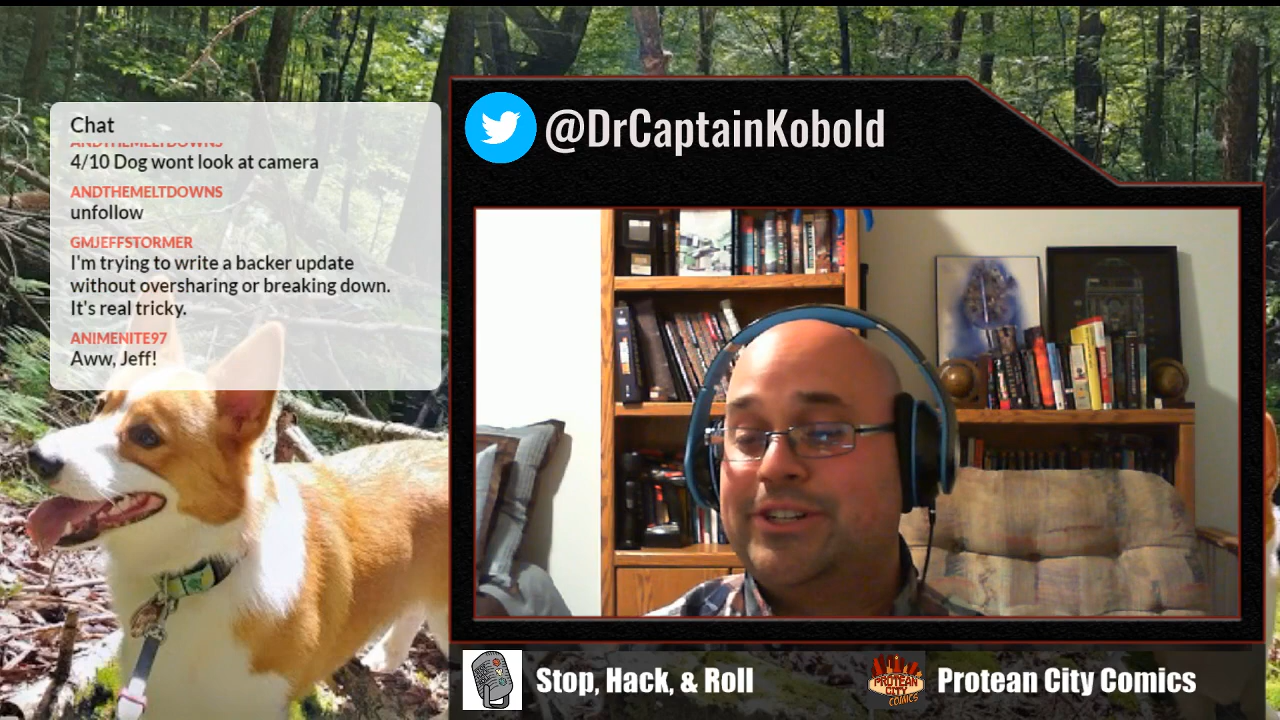 Chat
ANDTHEMELTDOWNS
4/10 Dog wont look at camera
ANDTHEMELTDOWNS
unfollow
GMJEFFSTORMER
I'm trying to write a backer update
without oversharing or breaking down.
It's real tricky.
ANIMENITE97
Aww, Jeff!
@DrCaptainKobold
Stop, Hack, & Roll
PROTEAN
CITY
COMICS
Protean City Comics